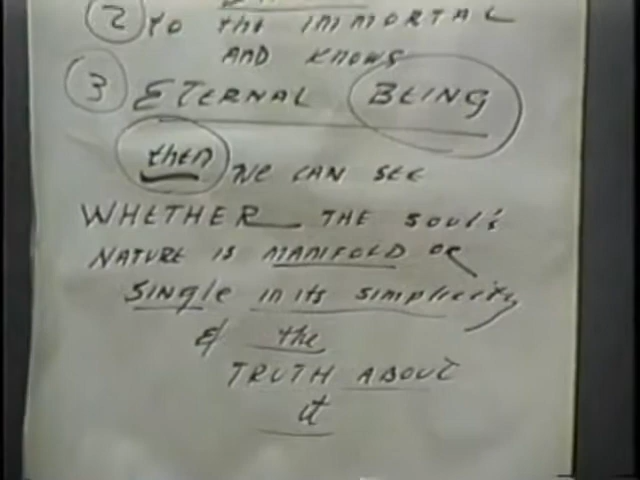 2 to the IMMORTAL
AND KNOWS
3 ETERNAL BEING
then WE CAN SEE
WHETHER THE SOUL'S
NATURE IS MANIFOLD OR
SINGLE in its simplicity
& the
TRUTH ABOUT
it